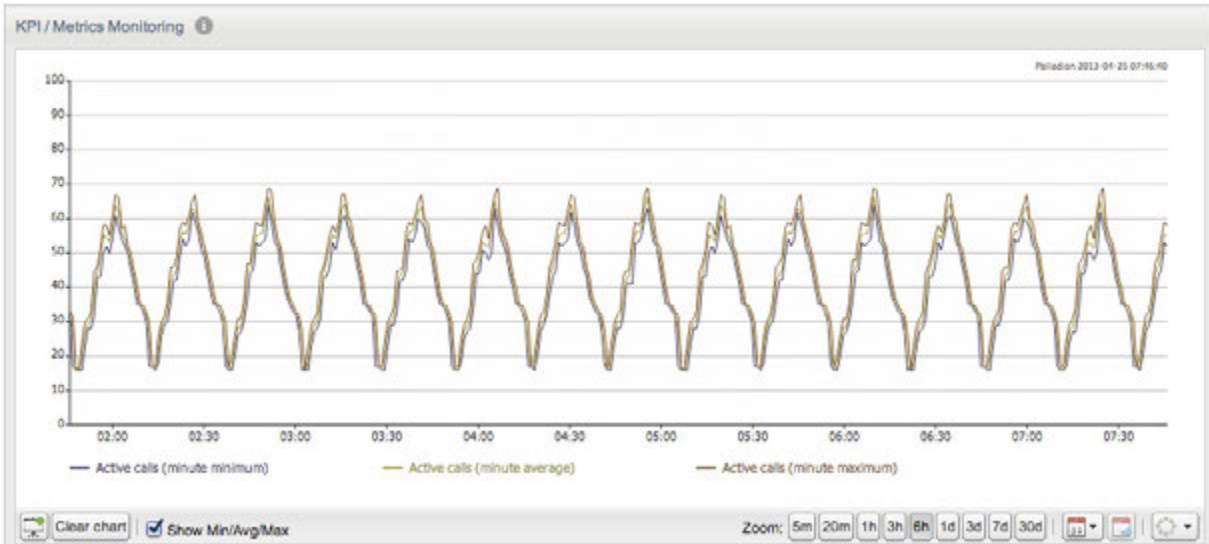 KPI / Metrics Monitoring
Palladion 2013-04-25 07:46:40
100
90
80
70
60
50
40
30
20
10
0
02:00 02:30 03:00 03:30 04:00 04:30 05:00 05:30 06:00 06:30 07:00 07:30
Active calls (minute minimum) Active calls (minute average) Active calls (minute maximum)
Clear chart Show Min/Avg/Max Zoom: 5m 20m 1h 3h 6h 1d 3d 7d 30d